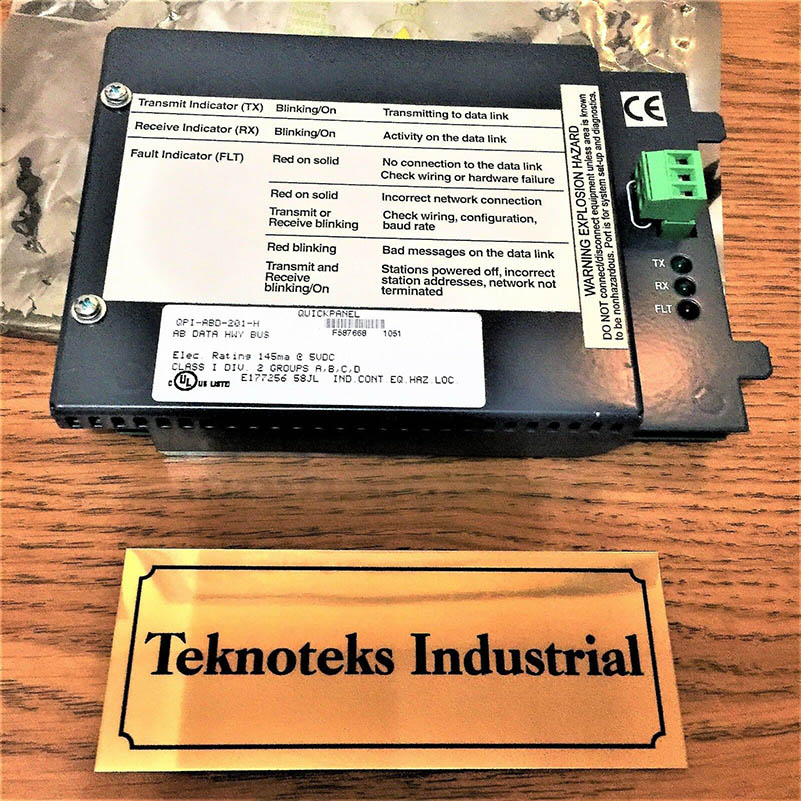 Transmit Indicator (TX) Blinking/On Transmitting to data link
Receive Indicator (RX) Blinking/On Activity on the data link
Fault Indicator (FLT) Red on solid No connection to the data link
Check wiring or hardware failure
Red on solid Incorrect network connection
Transmit or Check wiring, configuration,
Receive blinking baud rate
Red blinking Bad messages on the data link
Transmit and Stations powered off, incorrect
Receive station addresses, network not
blinking/On terminated
WARNING EXPLOSION HAZARD
DO NOT connect/disconnect equipment unless area is known
to be nonhazardous. Port is for system set-up and diagnostics.
CE
TX
RX
FLT
QUICKPANEL
QPI-ABD-201-H
AB DATA HWY BUS F587668 1051
Elec. Rating 145ma @ 5VDC
CLASS I DIV. 2 GROUPS A,B,C,D
C UL US LISTED E177256 58JL IND.CONT.EQ.HAZ.LOC.
Teknoteks Industrial